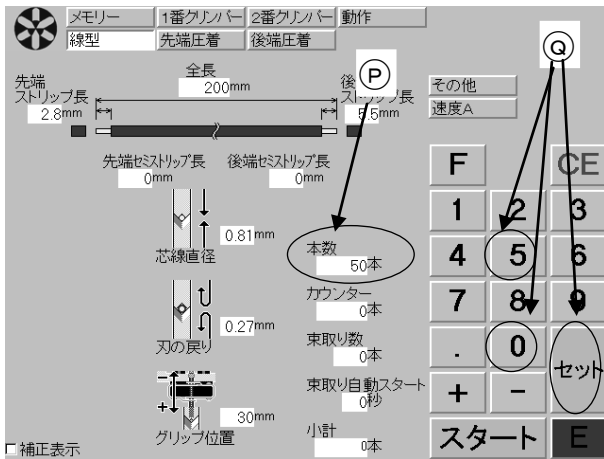 メモリー 1番クリンパー 2番クリンパー 動作
線型 先端圧着 後端圧着
P
Q
全長
200mm
先端
ストリップ長
2.8mm
後
ストリップ長
5.5mm
その他
速度A
先端セミストリップ長
0mm
後端セミストリップ長
0mm
芯線直径
0.81mm
刃の戻り
0.27mm
グリップ位置
30mm
本数
50本
カウンター
0本
束取り数
0本
束取り自動スタート
0秒
小計
0本
F CE
1 2 3
4 5 6
7 8 9
. 0 セット
+ -
スタート E
補正表示